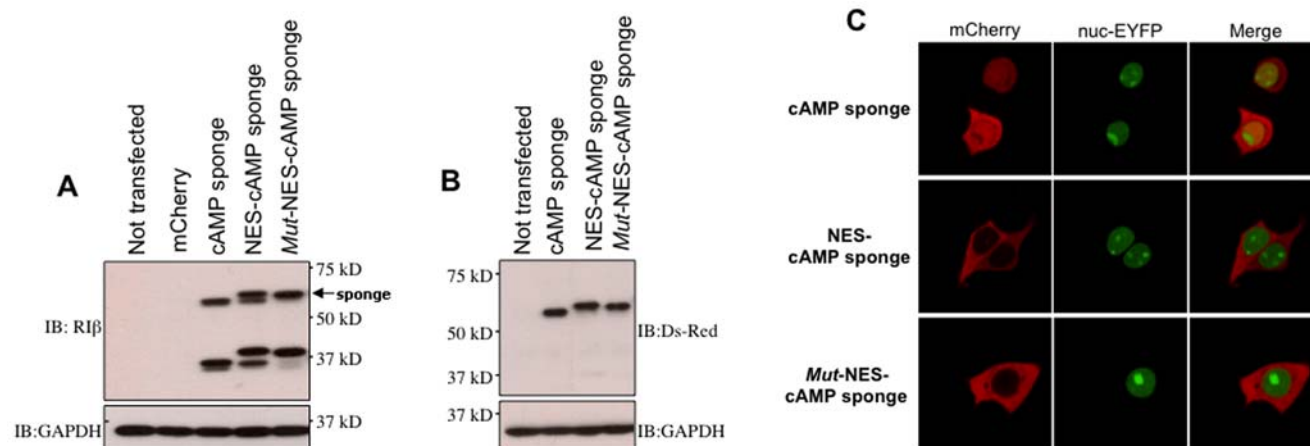 A
Not transfected
mCherry
cAMP sponge
NES-cAMP sponge
Mut-NES-cAMP sponge
IB: RIβ
75 kD
sponge
50 kD
37 kD
IB:GAPDH
37 kD
B
Not transfected
cAMP sponge
NES-cAMP sponge
Mut-NES-cAMP sponge
75 kD
50 kD
37 kD
IB:Ds-Red
37 kD
IB:GAPDH
C
mCherry
nuc-EYFP
Merge
cAMP sponge
NES-
cAMP sponge
Mut-NES-
cAMP sponge